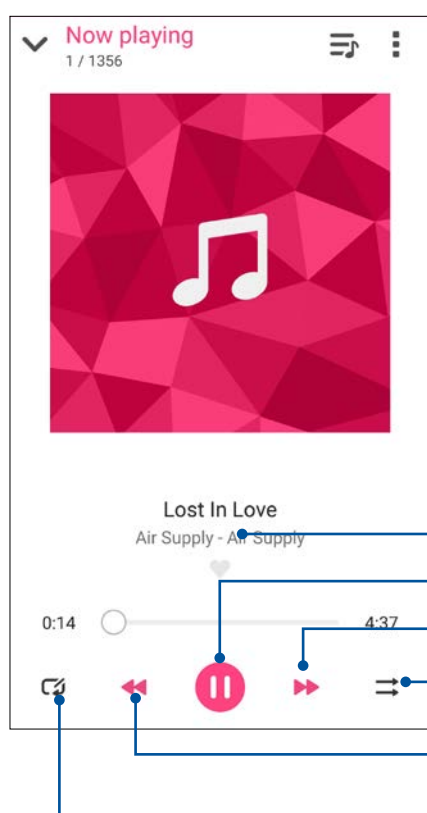 Now playing
1 / 1356
Lost In Love
Air Supply - Air Supply
0:14 4:37